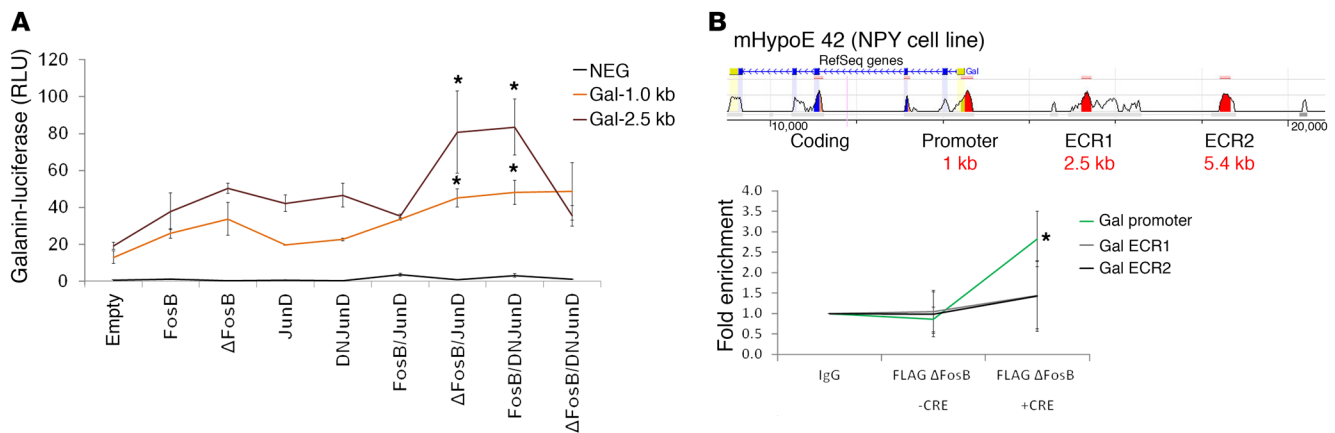 A
Galanin-luciferase (RLU)
120
100
80
60
40
20
0
* *
* *
NEG
Gal-1.0 kb
Gal-2.5 kb
Empty
FosB
ΔFosB
JunD
DNJunD
FosB/JunD
ΔFosB/JunD
FosB/DNJunD
ΔFosB/DNJunD
B
mHypoE 42 (NPY cell line)
RefSeq genes
Gal
10,000 20,000
Coding Promoter ECR1 ECR2
1 kb 2.5 kb 5.4 kb
Fold enrichment
4.0
3.5
3.0
2.5
2.0
1.5
1.0
0.5
0.0
*
Gal promoter
Gal ECR1
Gal ECR2
IgG FLAG ΔFosB FLAG ΔFosB
-CRE +CRE